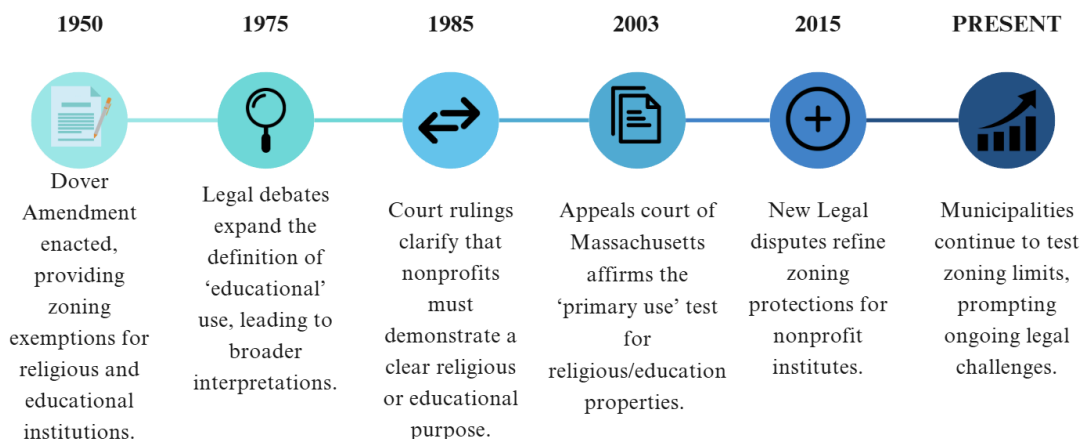 1950
Dover
Amendment
enacted,
providing
zoning
exemptions for
religious and
educational
institutions.
1975
Legal debates
expand the
definition of
‘educational’
use, leading to
broader
interpretations.
1985
Court rulings
clarify that
nonprofits
must
demonstrate a
clear religious
or educational
purpose.
2003
Appeals court of
Massachusetts
affirms the
‘primary use’ test
for
religious/education
properties.
2015
New Legal
disputes refine
zoning
protections for
nonprofit
institutes.
PRESENT
Municipalities
continue to test
zoning limits,
prompting
ongoing legal
challenges.